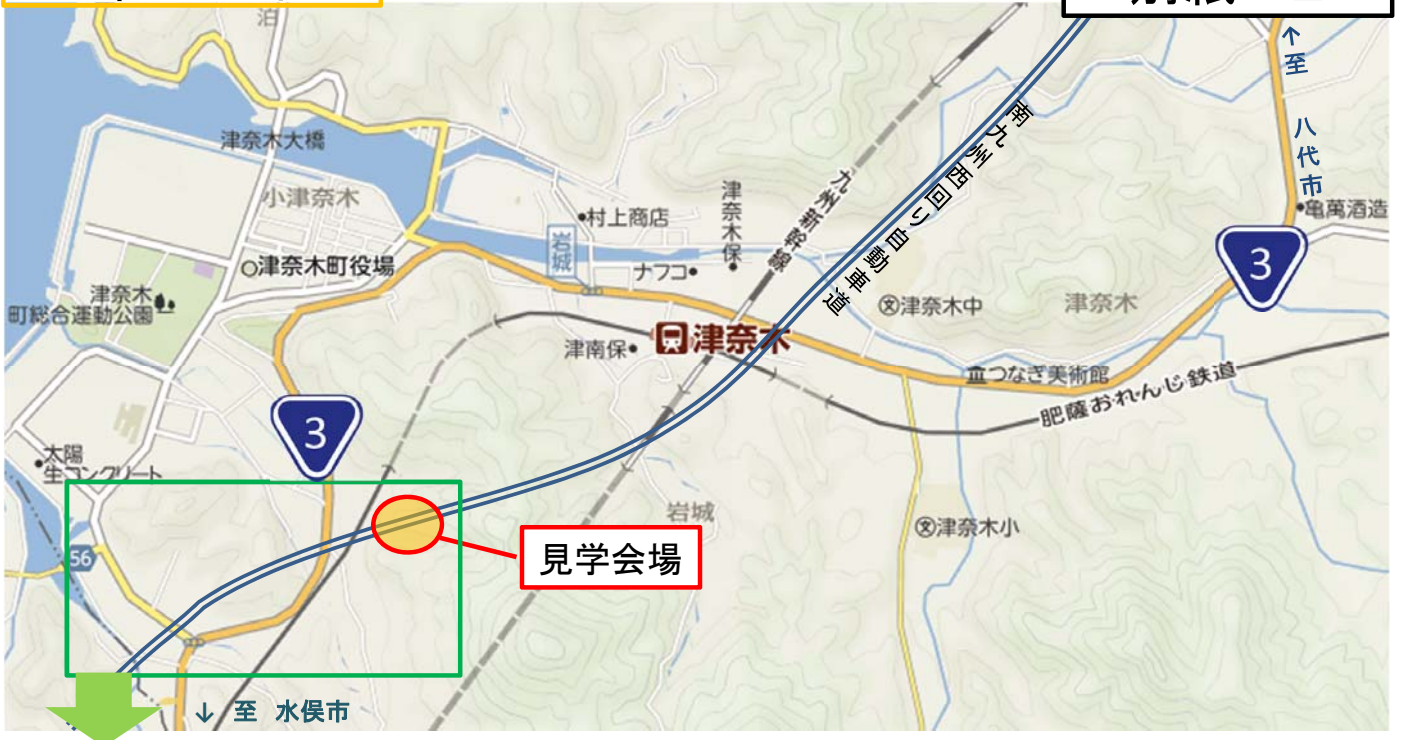 泊
↑
至
八
代
市
津奈木大橋
小津奈木
村上商店
津奈木保
九州新幹線
南九州西回り自動車道
亀萬酒造
岩城
3
津奈木町役場
ナフコ
津奈木
町総合運動公園
津奈木中
津奈木
津南保
津奈木
つなぎ美術館
肥薩おれんじ鉄道
3
太陽
生コンクリート
岩城
津奈木小
見学会場
56
↓ 至 水俣市